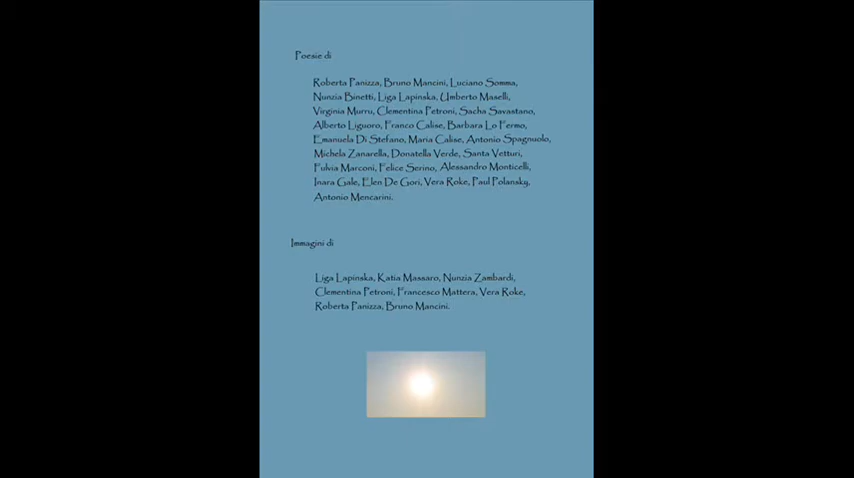 Poesie di
Roberta Panizza, Bruno Mancini, Luciano Somma,
Nunzia Binetti, Liga Lapinska, Umberto Maselli,
Virginia Murru, Clementina Petroni, Sacha Savastano,
Alberto Liguoro, Franco Calise, Barbara Lo Fermo,
Emanuela Di Stefano, Maria Calise, Antonio Spagnuolo,
Michela Zanarella, Donatella Verde, Santa Vetturi,
Fulvia Marconi, Felice Serino, Alessandro Monticelli,
Inara Gale, Elen De Gori, Vera Roke, Paul Polansky,
Antonio Mencarini.
Immagini di
Liga Lapinska, Katia Massaro, Nunzia Zambardi,
Clementina Petroni, Francesco Mattera, Vera Roke,
Roberta Panizza, Bruno Mancini.